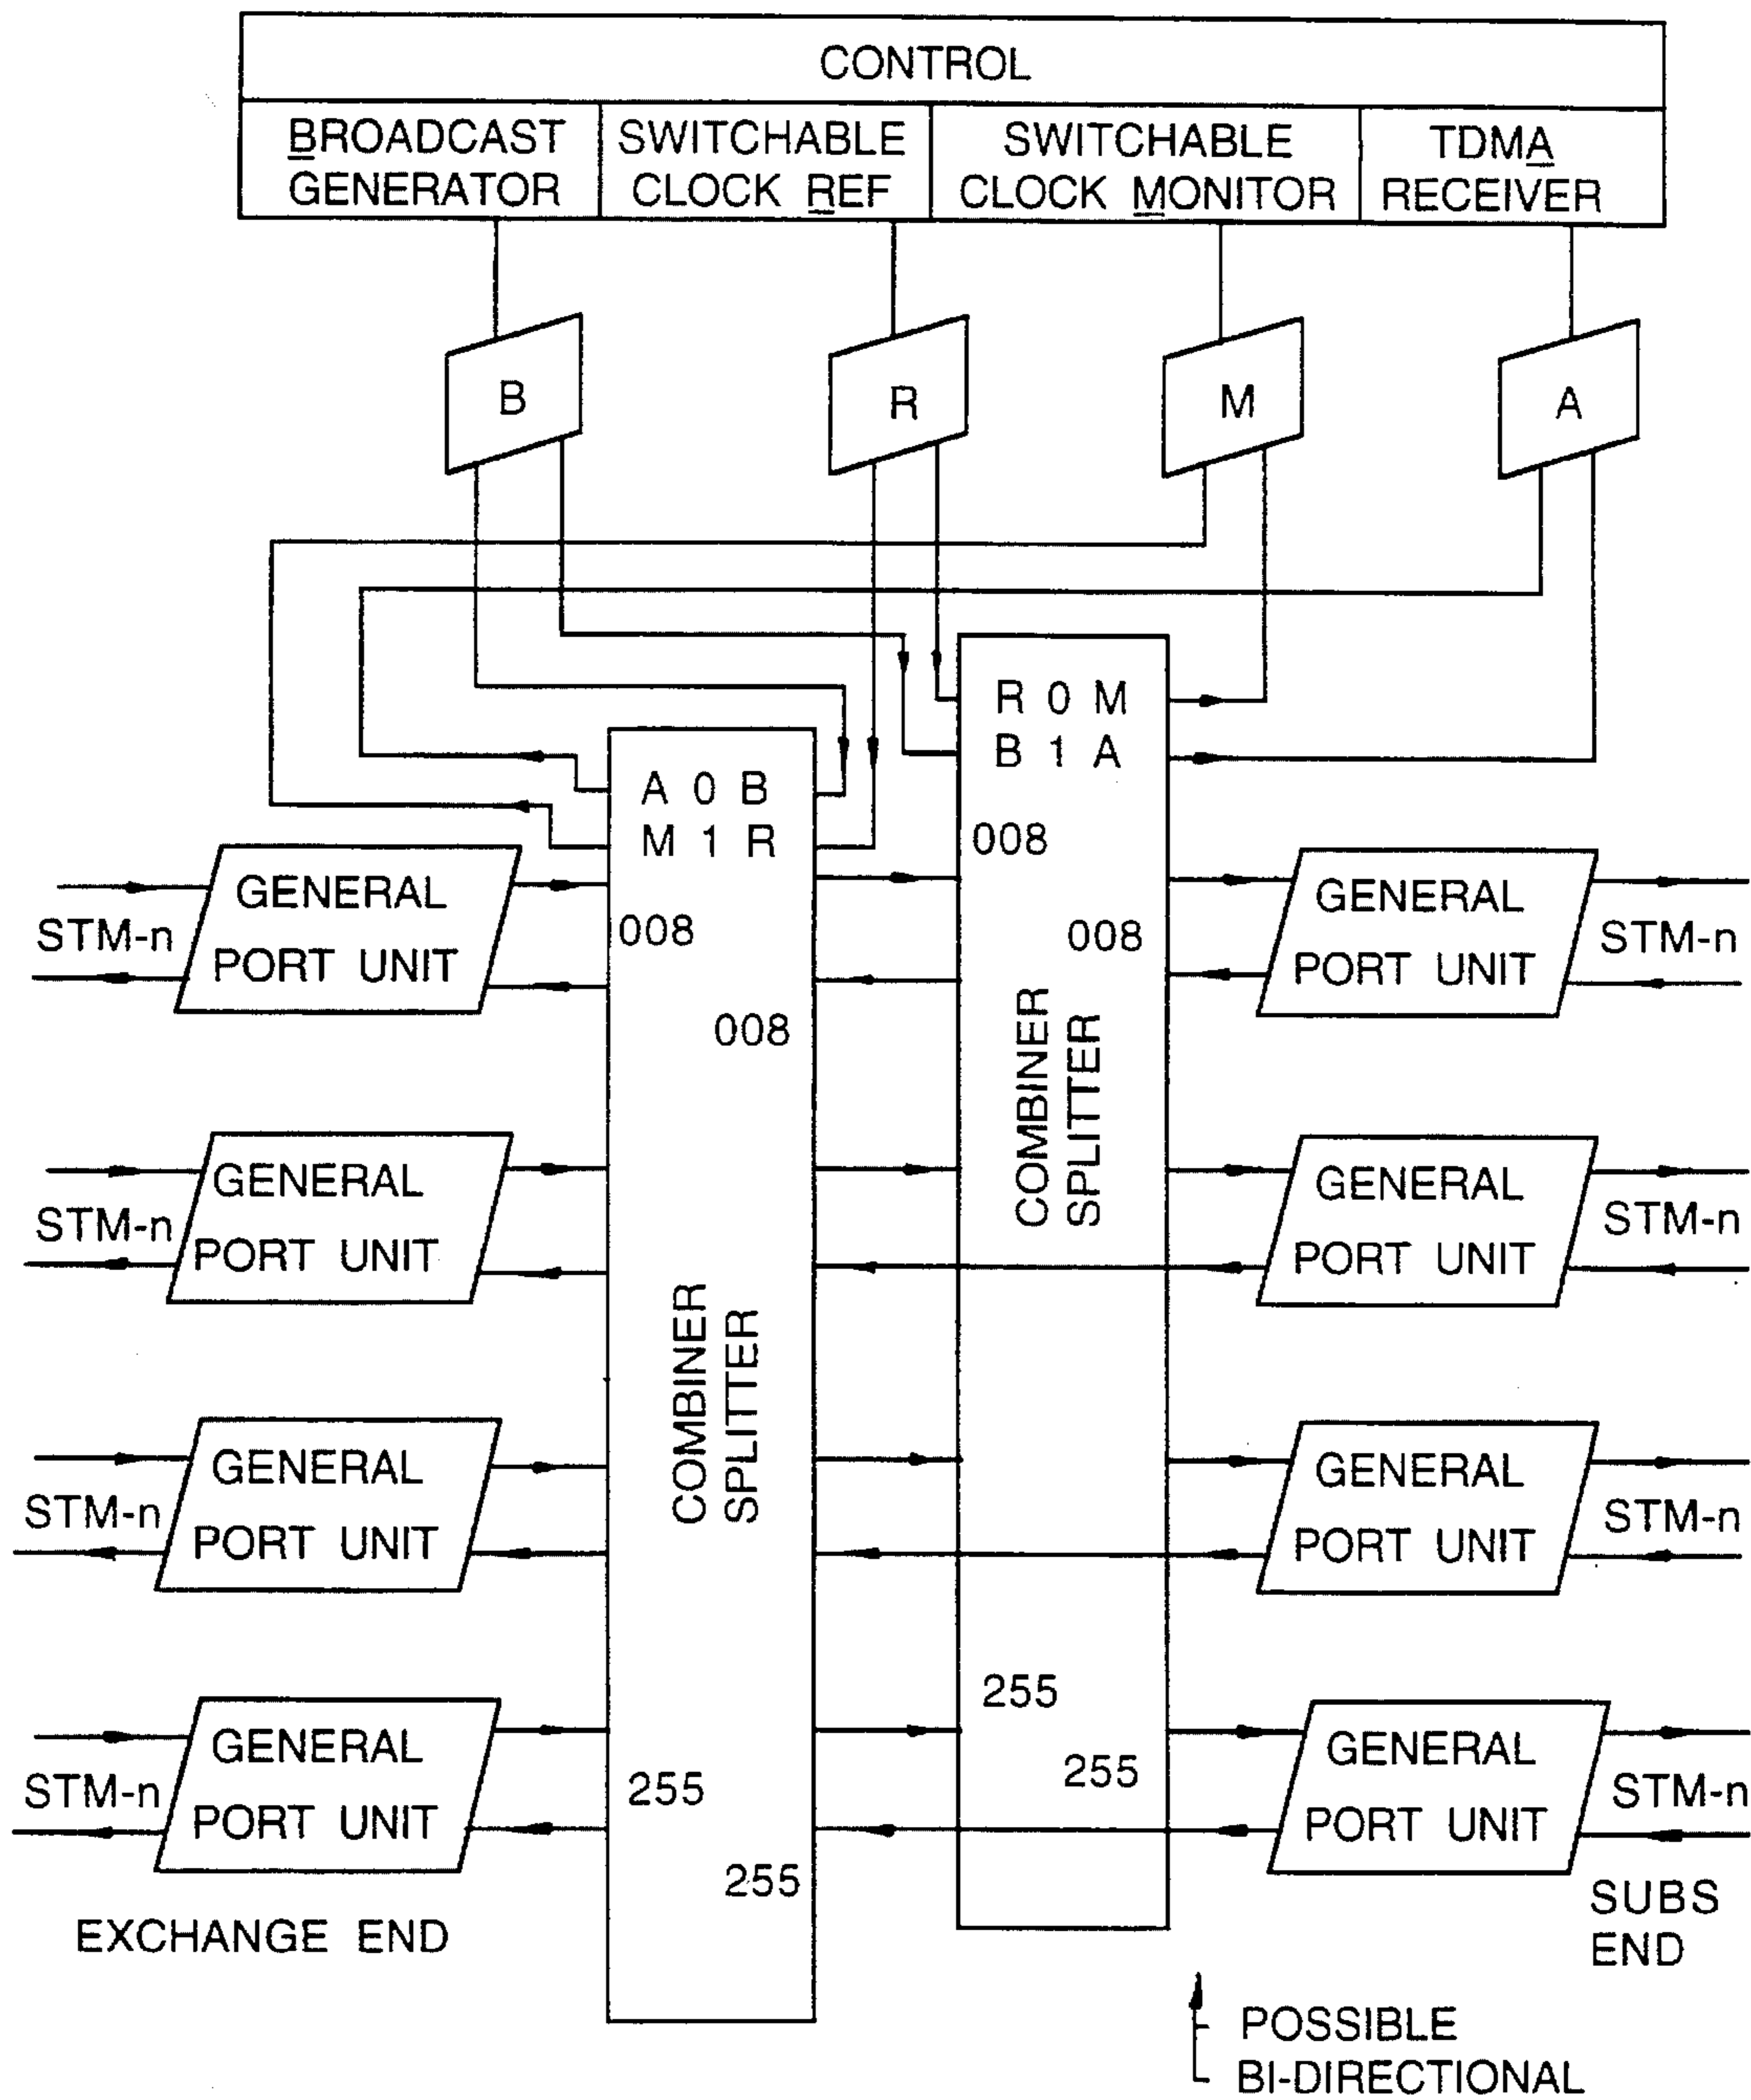 CONTROL
BROADCAST GENERATOR
SWITCHABLE CLOCK REF
SWITCHABLE CLOCK MONITOR
TDMA RECEIVER
B
R
M
A
R 0 M
B 1 A
A 0 B
M 1 R
008
008
008
008
GENERAL
PORT UNIT
STM-n
GENERAL
PORT UNIT
STM-n
COMBINER
SPLITTER
GENERAL
PORT UNIT
STM-n
GENERAL
PORT UNIT
STM-n
COMBINER
SPLITTER
GENERAL
PORT UNIT
STM-n
GENERAL
PORT UNIT
STM-n
255
255
GENERAL
PORT UNIT
STM-n
GENERAL
PORT UNIT
STM-n
255
255
EXCHANGE END
SUBS
END
POSSIBLE
BI-DIRECTIONAL